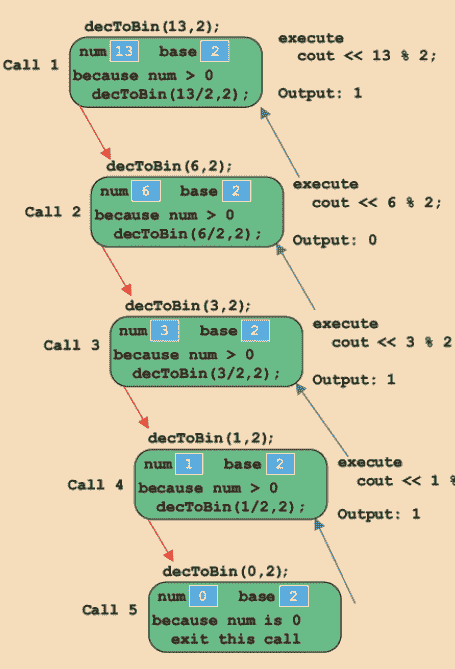 decToBin(13,2);
execute
cout << 13 % 2;
num 13 base 2
Call 1
because num > 0
decToBin(13/2,2);
Output: 1
decToBin(6,2);
execute
cout << 6 % 2;
num 6 base 2
Call 2
because num > 0
decToBin(6/2,2);
Output: 0
decToBin(3,2);
execute
cout << 3 % 2
num 3 base 2
Call 3
because num > 0
decToBin(3/2,2);
Output: 1
decToBin(1,2);
execute
cout << 1 %
num 1 base 2
Call 4
because num > 0
decToBin(1/2,2);
Output: 1
decToBin(0,2);
num 0 base 2
Call 5
because num is 0
exit this call